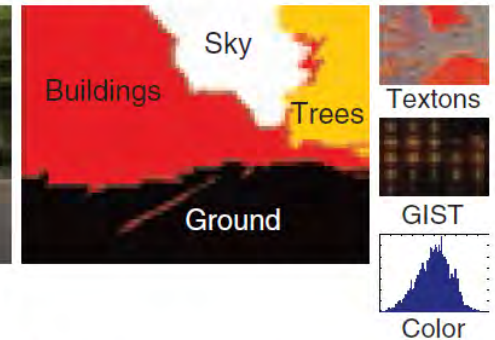 Sky
Buildings
Trees
Ground
Textons
GIST
Color